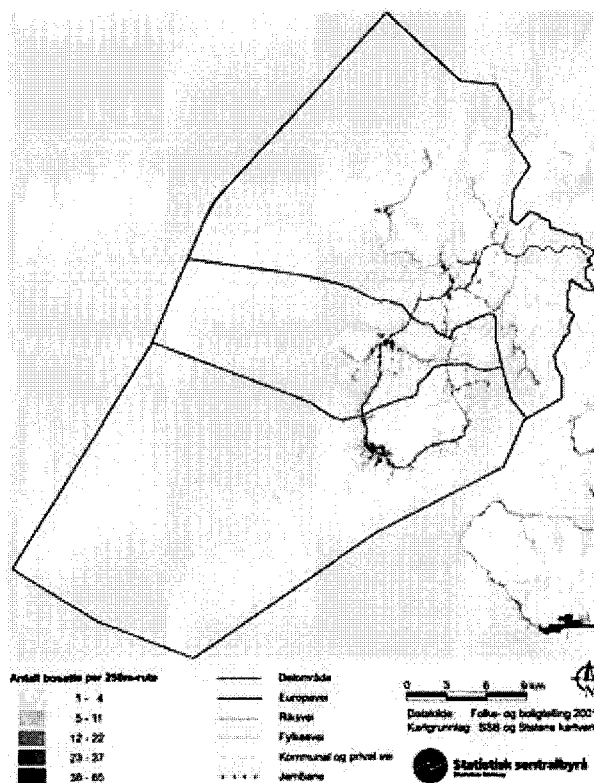 Antall bosatte per 250m-rute
1 - 4
5 - 11
12 - 22
23 - 37
38 - 65
Delområde
Europavei
Riksvei
Fylkesvei
Kommunal og privat vei
Jernbane
0 3 6 9 km
N
Datakilde: Folke- og boligtelling 2001
Kartgrunnlag: SSB og Statens kartverk
Statistisk sentralbyrå